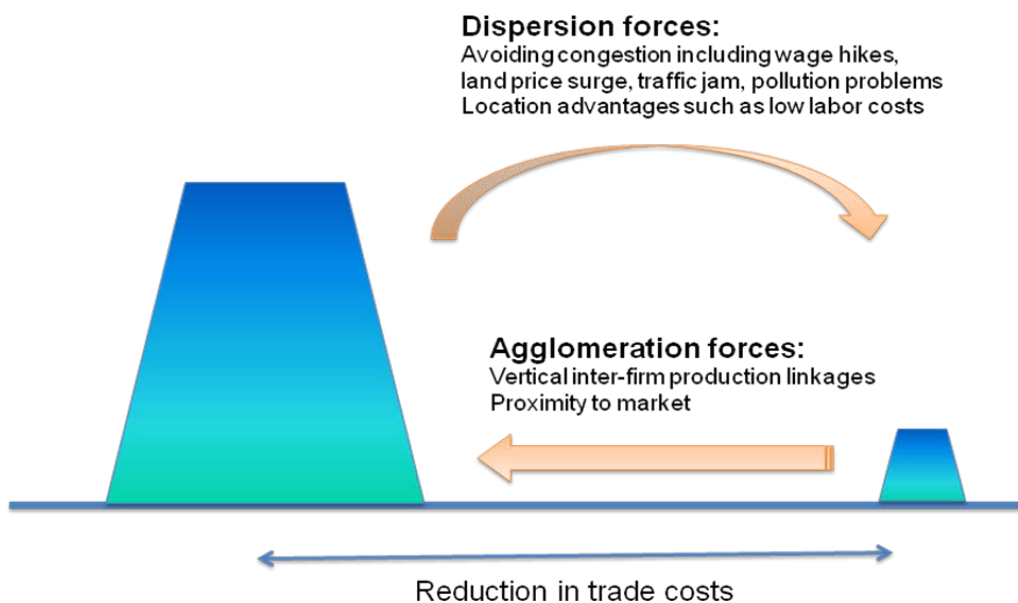 Dispersion forces:
Avoiding congestion including wage hikes,
land price surge, traffic jam, pollution problems
Location advantages such as low labor costs
Agglomeration forces:
Vertical inter-firm production linkages
Proximity to market
Reduction in trade costs